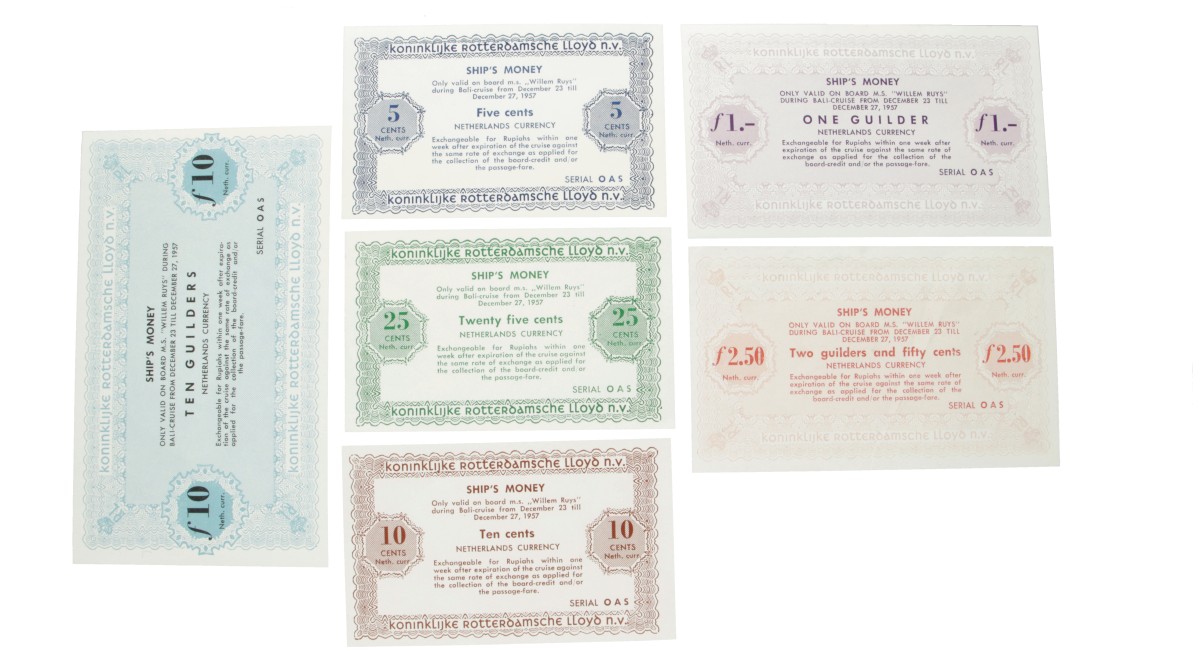 f10
Neth. curr.
f10
Neth. curr.
koninklijke Rotterdamsche Lloyd n.v.
SHIP'S MONEY
ONLY VALID ON BOARD M.S. "WILLEM RUYS" DURING
BALI-CRUISE FROM DECEMBER 23 TILL DECEMBER 27, 1957
TEN GUILDERS
NETHERLANDS CURRENCY
Exchangeable for Rupiahs within one week after expira-
tion of the cruise against the same rate of exchange as
applied for the collection of the board-credit and/or
the passage-fare.
SERIAL OAS
koninklijke Rotterdamsche Lloyd n.v.
koninklijke Rotterdamsche Lloyd n.v.
SHIP'S MONEY
Only valid on board m.s. ,,Willem Ruys"
during Bali-cruise from December 23 till
December 27, 1957
5
CENTS
Neth. curr.
Five cents
NETHERLANDS CURRENCY
5
CENTS
Neth. curr.
Exchangeable for Rupiahs within one
week after expiration of the cruise against
the same rate of exchange as applied for
the collection of the board-credit and/or
the passage-fare.
SERIAL OAS
koninklijke Rotterdamsche Lloyd n.v.
koninklijke Rotterdamsche Lloyd n.v.
SHIP'S MONEY
Only valid on board m.s. ,,Willem Ruys"
during Bali-cruise from December 23 till
December 27, 1957
25
CENTS
Neth. curr.
Twenty five cents
NETHERLANDS CURRENCY
25
CENTS
Neth. curr.
Exchangeable for Rupiahs within one
week after expiration of the cruise against
the same rate of exchange as applied for
the collection of the board-credit and/or
the passage-fare.
SERIAL OAS
koninklijke Rotterdamsche Lloyd n.v.
koninklijke Rotterdamsche Lloyd n.v.
SHIP'S MONEY
Only valid on board m.s. ,,Willem Ruys"
during Bali-cruise from December 23 till
December 27, 1957
10
CENTS
Neth. curr.
Ten cents
NETHERLANDS CURRENCY
10
CENTS
Neth. curr.
Exchangeable for Rupiahs within one
week after expiration of the cruise against
the same rate of exchange as applied for
the collection of the board-credit and/or
the passage-fare.
SERIAL OAS
koninklijke Rotterdamsche Lloyd n.v.
koninklijke Rotterdamsche Lloyd n.v.
SHIP'S MONEY
ONLY VALID ON BOARD M.S. "WILLEM RUYS"
DURING BALI-CRUISE FROM DECEMBER 23 TILL
DECEMBER 27, 1957
f1.-
Neth. curr.
ONE GUILDER
NETHERLANDS CURRENCY
f1.-
Neth. curr.
Exchangeable for Rupiahs within one week after
expiration of the cruise against the same rate of
exchange as applied for the collection of the
board-credit and/or the passage-fare.
SERIAL OAS
koninklijke Rotterdamsche Lloyd n.v.
koninklijke Rotterdamsche Lloyd n.v.
SHIP'S MONEY
ONLY VALID ON BOARD M.S. "WILLEM RUYS"
DURING BALI-CRUISE FROM DECEMBER 23 TILL
DECEMBER 27, 1957
f2.50
Neth. curr.
Two guilders and fifty cents
NETHERLANDS CURRENCY
f2.50
Neth. curr.
Exchangeable for Rupiahs within one week after
expiration of the cruise against the same rate of
exchange as applied for the collection of the
board-credit and/or the passage-fare.
SERIAL OAS
koninklijke Rotterdamsche Lloyd n.v.